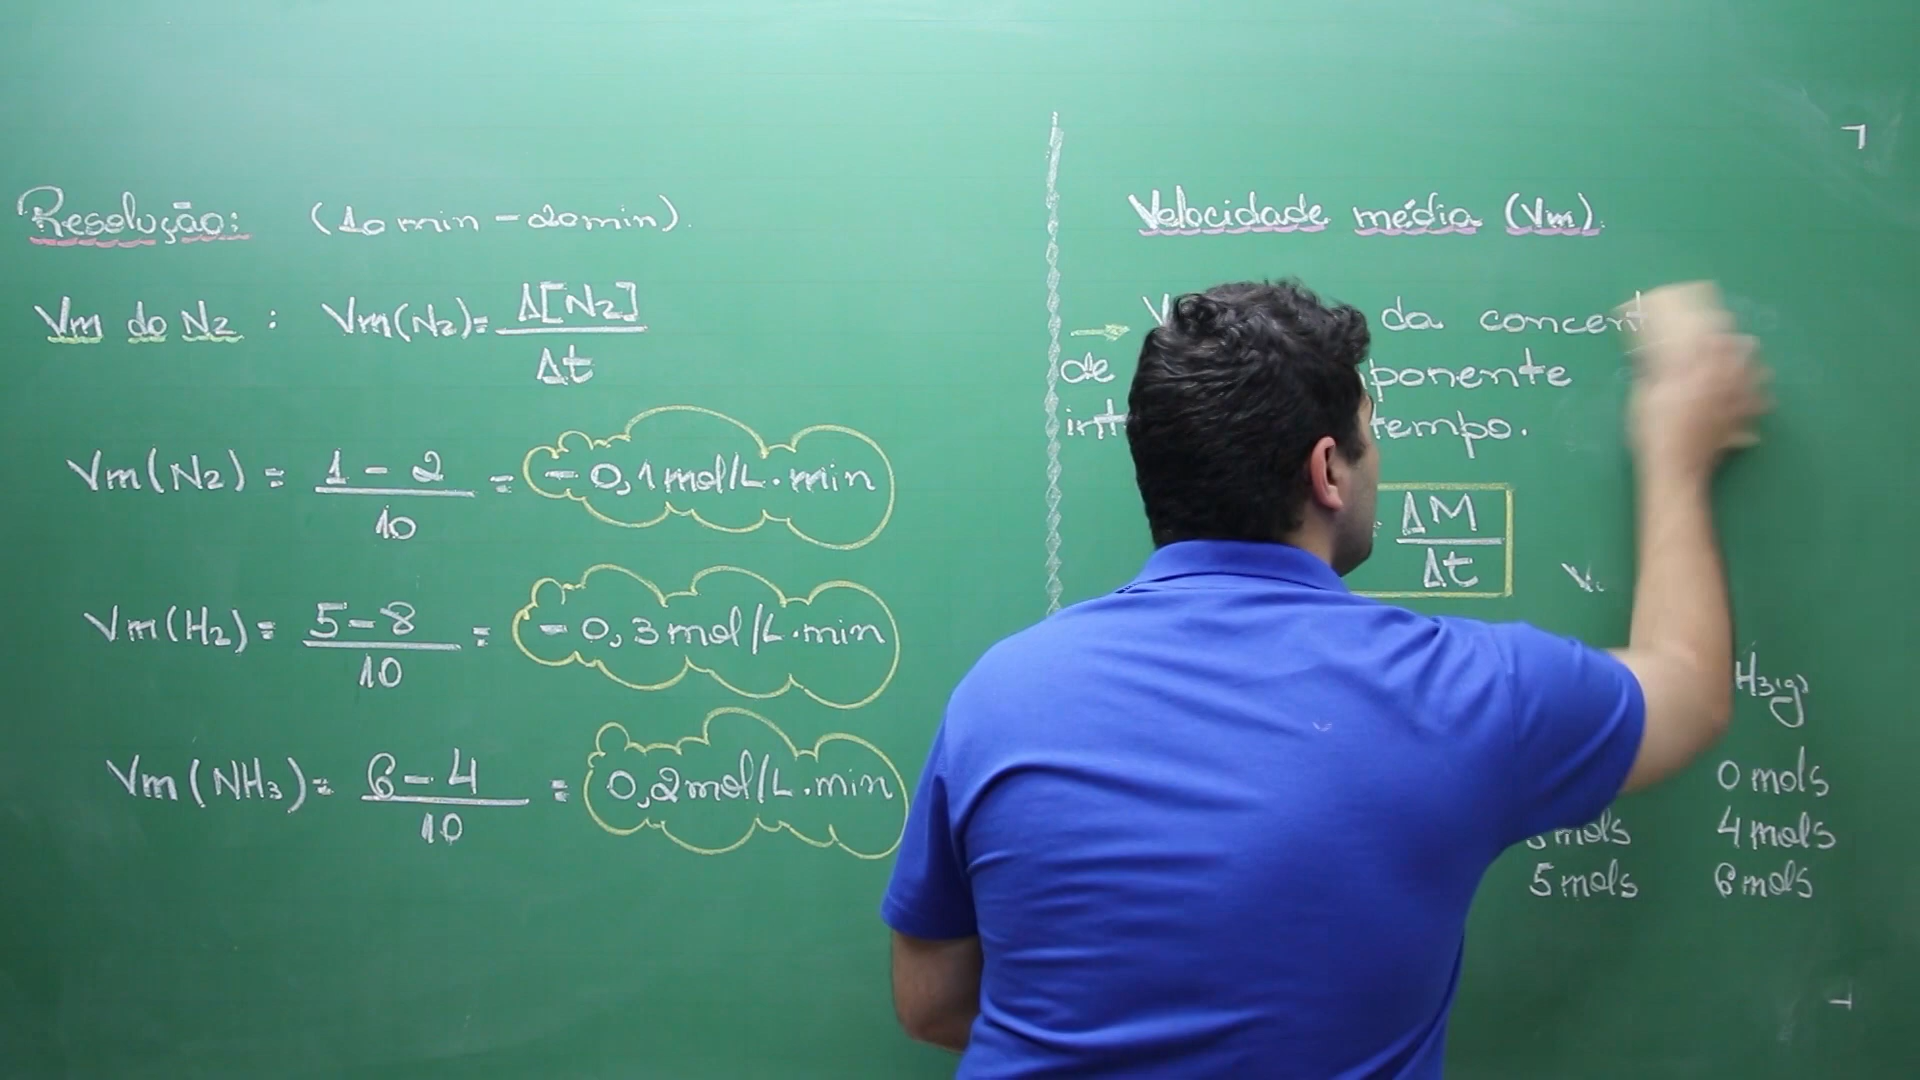 Resolução: (10 min - 20 min).
Vm do N2 : Vm(N2)= Δ[N2]
Δt
Vm(N2) = 1 - 2 = - 0,1 mol/L . min
10
Vm(H2) = 5 - 8 = - 0,3 mol/L . min
10
Vm(NH3) = 6 - 4 = 0,2 mol/L . min
10
Velocidade média (Vm).
→ da
de
tempo.
ΔM
Δt
H3(g)
0 mols
mols 4 mols
5 mols 6 mols